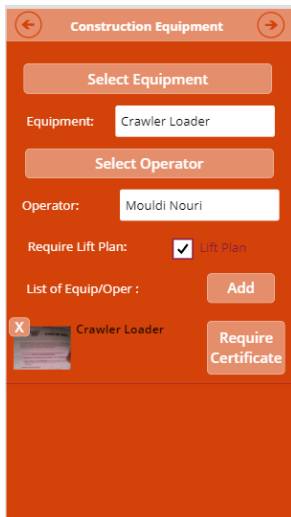 Construction Equipment
Select Equipment
Equipment: Crawler Loader
Select Operator
Operator: Mouldi Nouri
Require Lift Plan: Lift Plan
List of Equip/Oper : Add
X
Crawler Loader
Require
Certificate